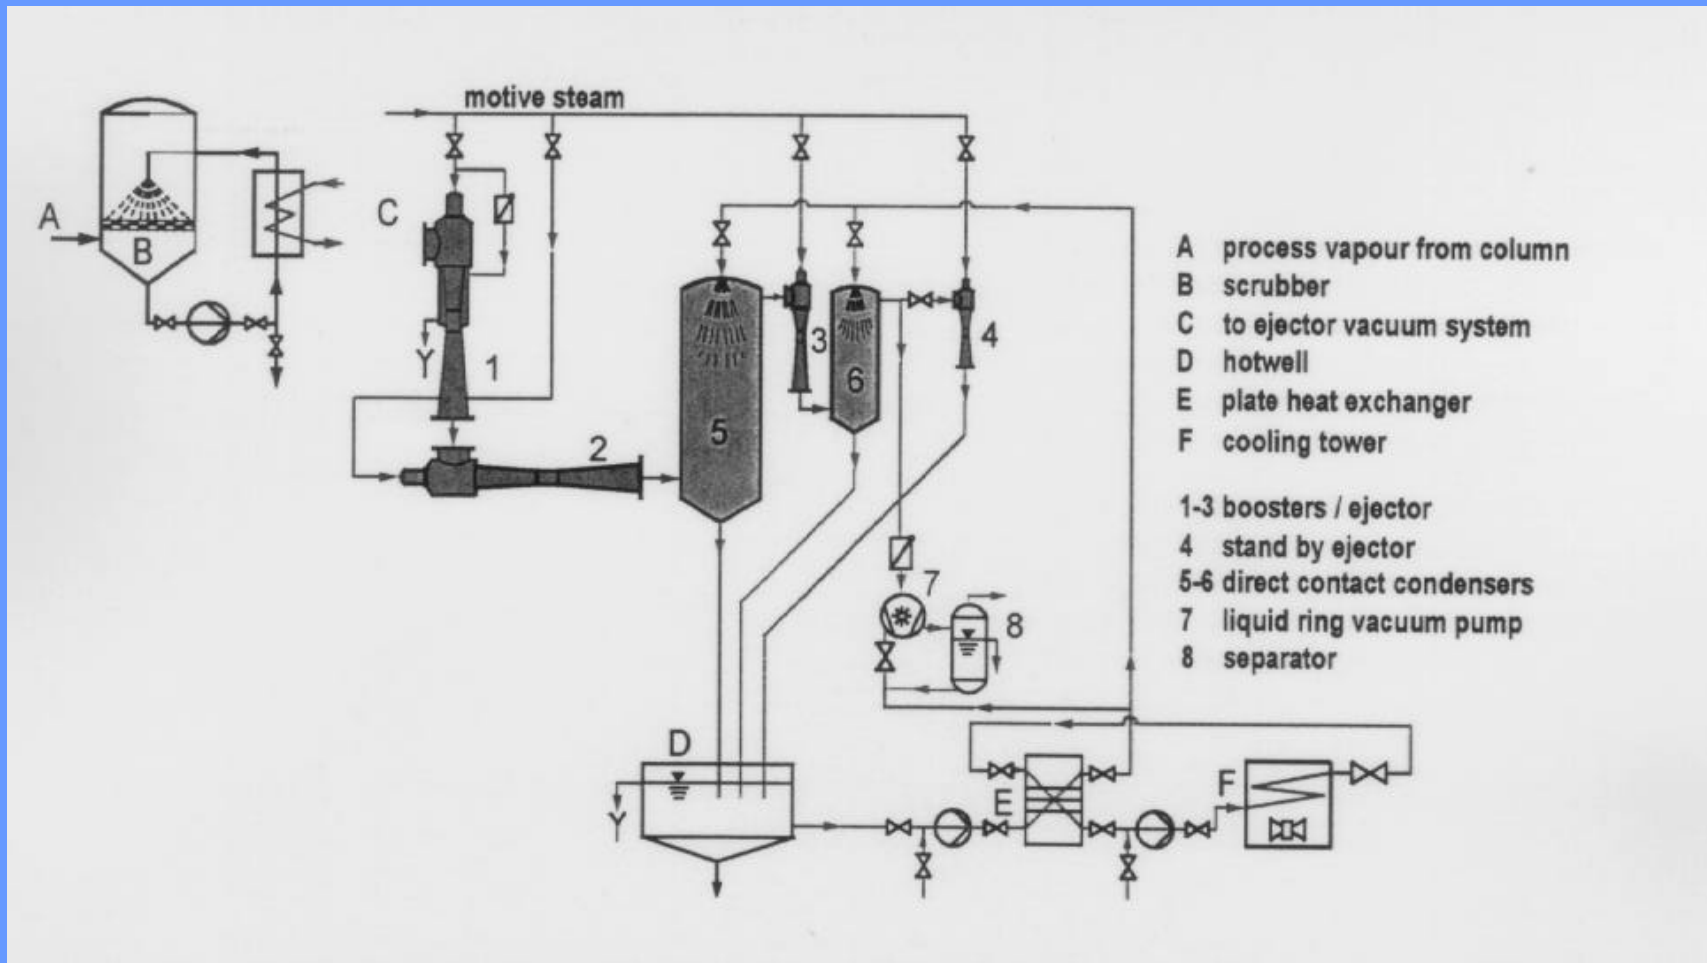 motive steam
A
B
C
Y
1
2
3
4
5
6
7
8
D
Y
E
F
A process vapour from column
B scrubber
C to ejector vacuum system
D hotwell
E plate heat exchanger
F cooling tower
1-3 boosters / ejector
4 stand by ejector
5-6 direct contact condensers
7 liquid ring vacuum pump
8 separator